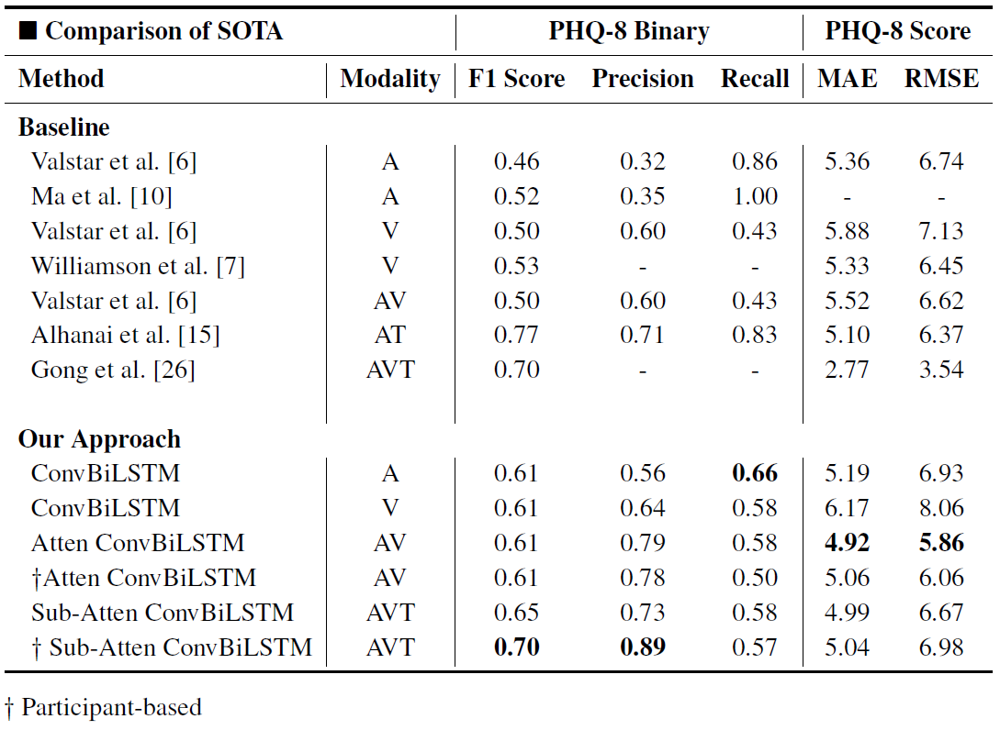 ■ Comparison of SOTA PHQ-8 Binary PHQ-8 Score
Method Modality F1 Score Precision Recall MAE RMSE
Baseline
Valstar et al. [6] A 0.46 0.32 0.86 5.36 6.74
Ma et al. [10] A 0.52 0.35 1.00 - -
Valstar et al. [6] V 0.50 0.60 0.43 5.88 7.13
Williamson et al. [7] V 0.53 - - 5.33 6.45
Valstar et al. [6] AV 0.50 0.60 0.43 5.52 6.62
Alhanai et al. [15] AT 0.77 0.71 0.83 5.10 6.37
Gong et al. [26] AVT 0.70 - - 2.77 3.54
Our Approach
ConvBiLSTM A 0.61 0.56 0.66 5.19 6.93
ConvBiLSTM V 0.61 0.64 0.58 6.17 8.06
Atten ConvBiLSTM AV 0.61 0.79 0.58 4.92 5.86
†Atten ConvBiLSTM AV 0.61 0.78 0.50 5.06 6.06
Sub-Atten ConvBiLSTM AVT 0.65 0.73 0.58 4.99 6.67
† Sub-Atten ConvBiLSTM AVT 0.70 0.89 0.57 5.04 6.98
† Participant-based